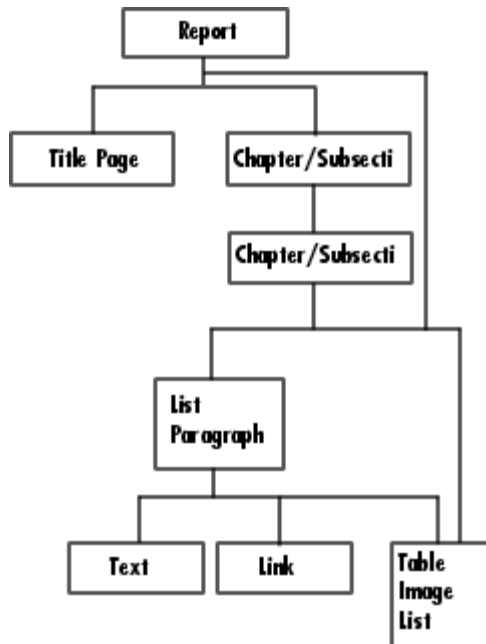 Report
Title Page
Chapter/Subsecti
Chapter/Subsecti
List
Paragraph
Text
Link
Table
Image
List